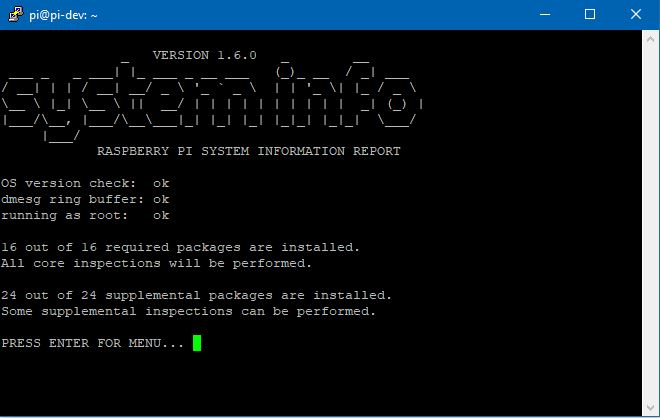 pi@pi-dev: ~
VERSION 1.6.0
system info
RASPBERRY PI SYSTEM INFORMATION REPORT
OS version check: ok
dmesg ring buffer: ok
running as root: ok
16 out of 16 required packages are installed.
All core inspections will be performed.
24 out of 24 supplemental packages are installed.
Some supplemental inspections can be performed.
PRESS ENTER FOR MENU...